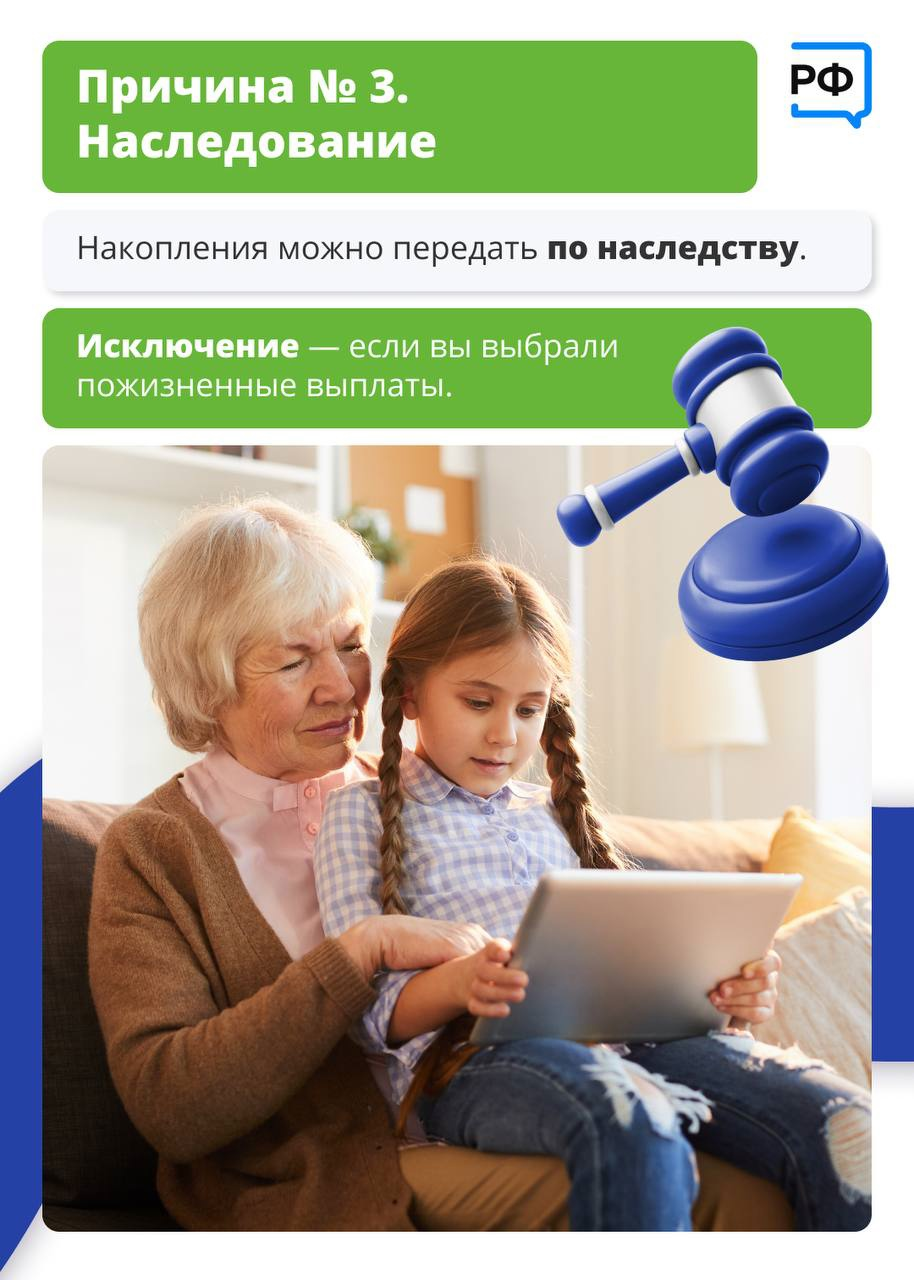 Причина № 3.
Наследование
РФ
Накопления можно передать по наследству.
Исключение — если вы выбрали
пожизненные выплаты.